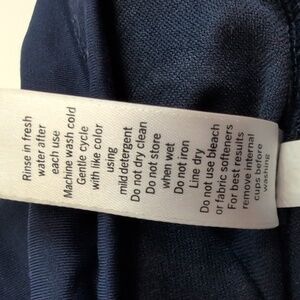 Rinse in fresh
water after
each use
Machine wash cold
Gentle cycle
with like color
using
mild detergent
Do not dry clean
Do not store
when wet
Do not iron
Line dry
Do not use bleach
or fabric softeners
For best results
remove internal
cups before
washing